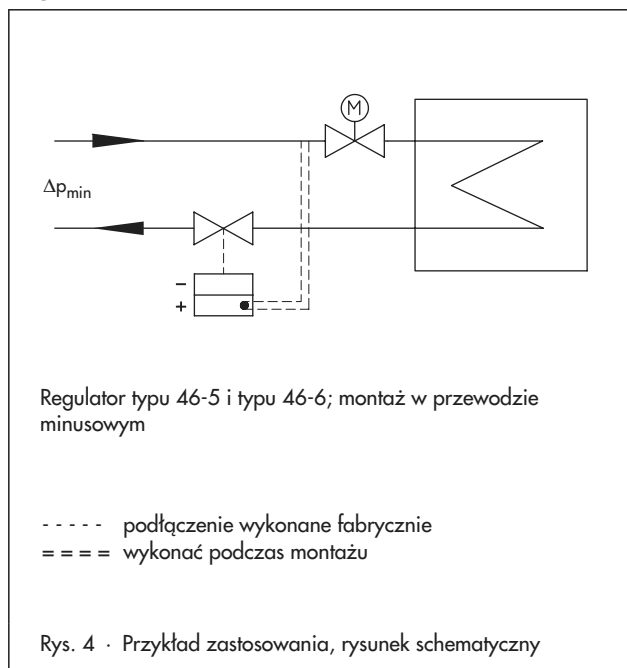 M
Δpmin
−
+
Regulator typu 46-5 i typu 46-6; montaż w przewodzie
minusowym
- - - - - podłączenie wykonane fabrycznie
= = = = wykonać podczas montażu
Rys. 4 · Przykład zastosowania, rysunek schematyczny